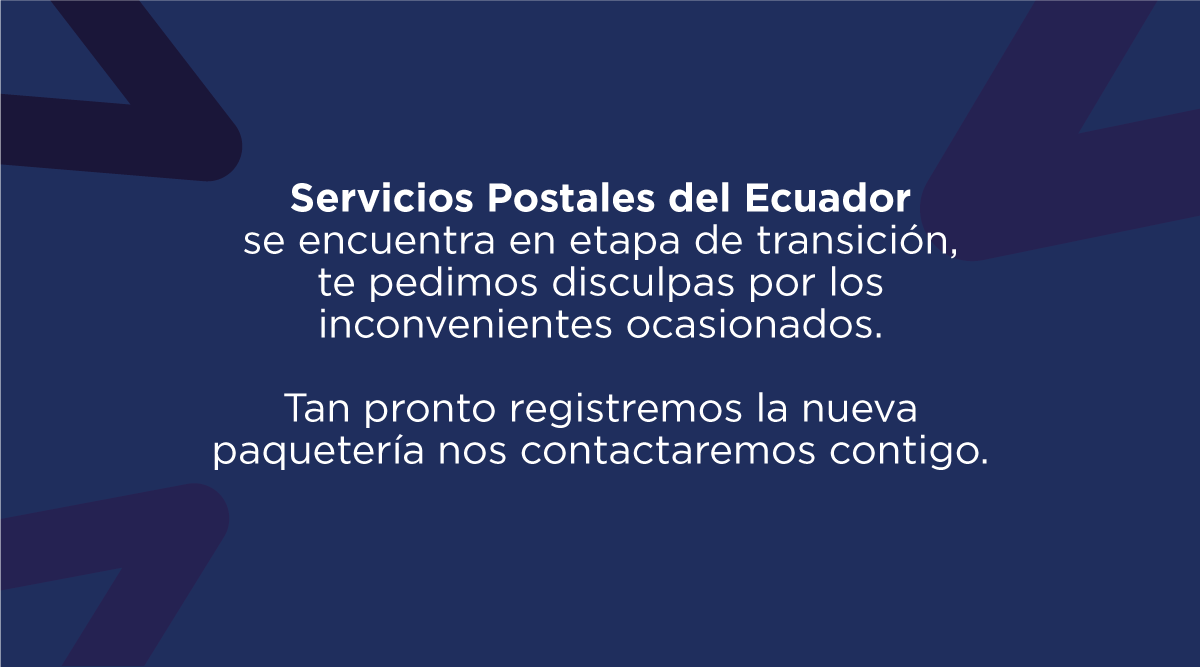 Servicios Postales del Ecuador
se encuentra en etapa de transición,
te pedimos disculpas por los
inconvenientes ocasionados.
Tan pronto registremos la nueva
paquetería nos contactaremos contigo.